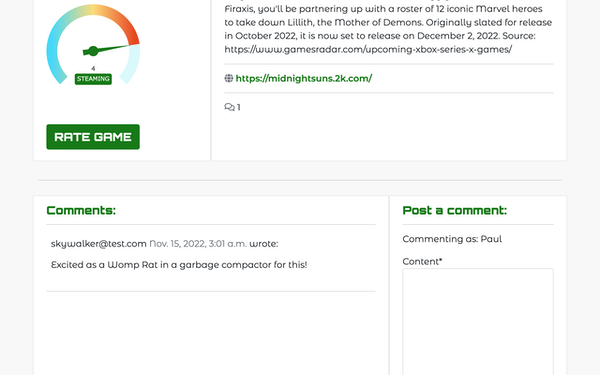 Firaxis, you'll be partnering up with a roster of 12 iconic Marvel heroes
to take down Lillith, the Mother of Demons. Originally slated for release
in October 2022, it is now set to release on December 2, 2022. Source:
https://www.gamesradar.com/upcoming-xbox-series-x-games/
4
STEAMING
https://midnightsuns.2k.com/
1
RATE GAME
Comments:
skywalker@test.com Nov. 15, 2022, 3:01 a.m. wrote:
Excited as a Womp Rat in a garbage compactor for this!
Post a comment:
Commenting as: Paul
Content*